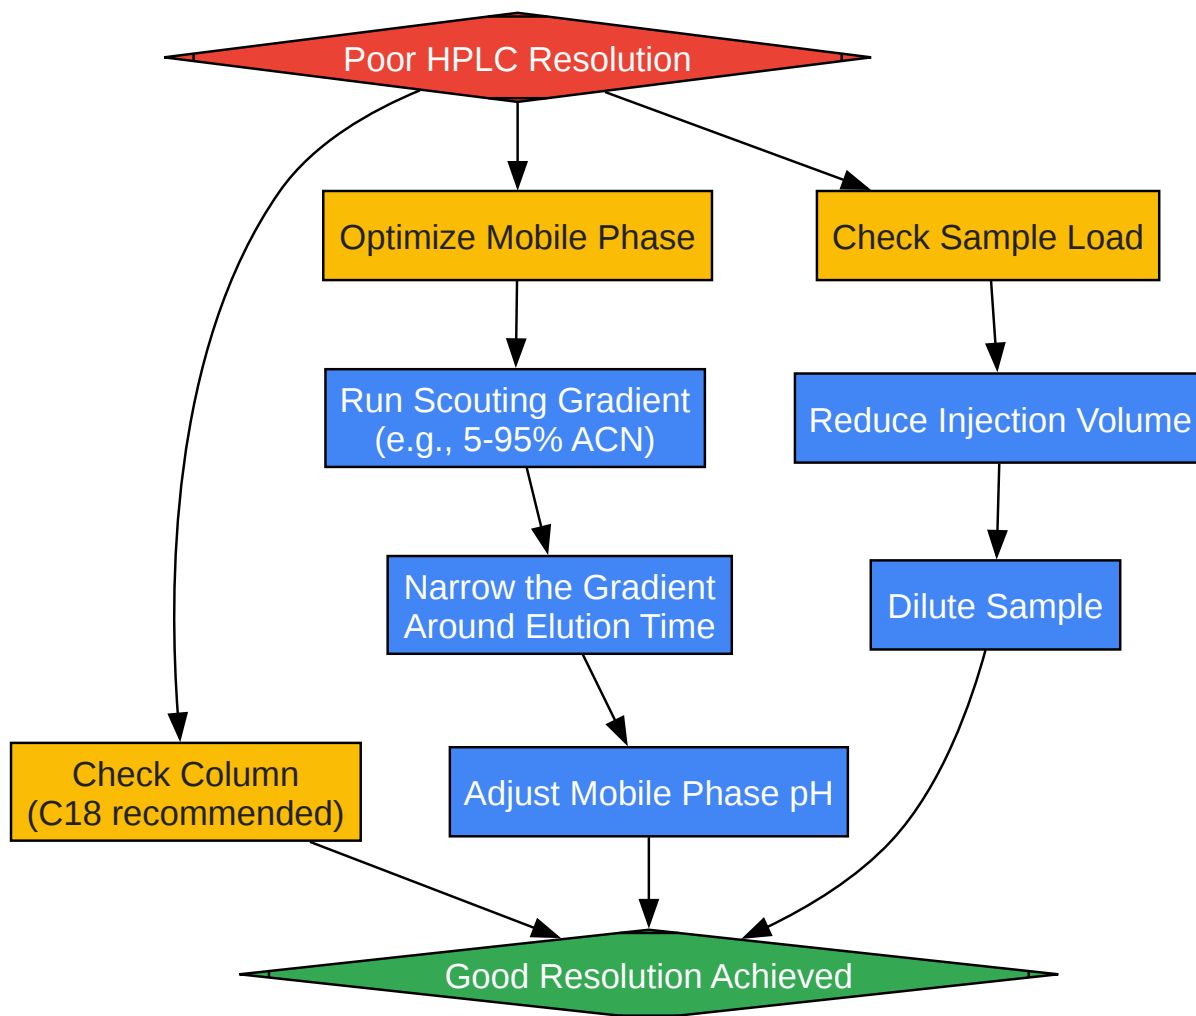 Poor HPLC Resolution
Optimize Mobile Phase
Check Sample Load
Run Scouting Gradient
(e.g., 5-95% ACN)
Reduce Injection Volume
Narrow the Gradient
Around Elution Time
Dilute Sample
Check Column
(C18 recommended)
Adjust Mobile Phase pH
Good Resolution Achieved